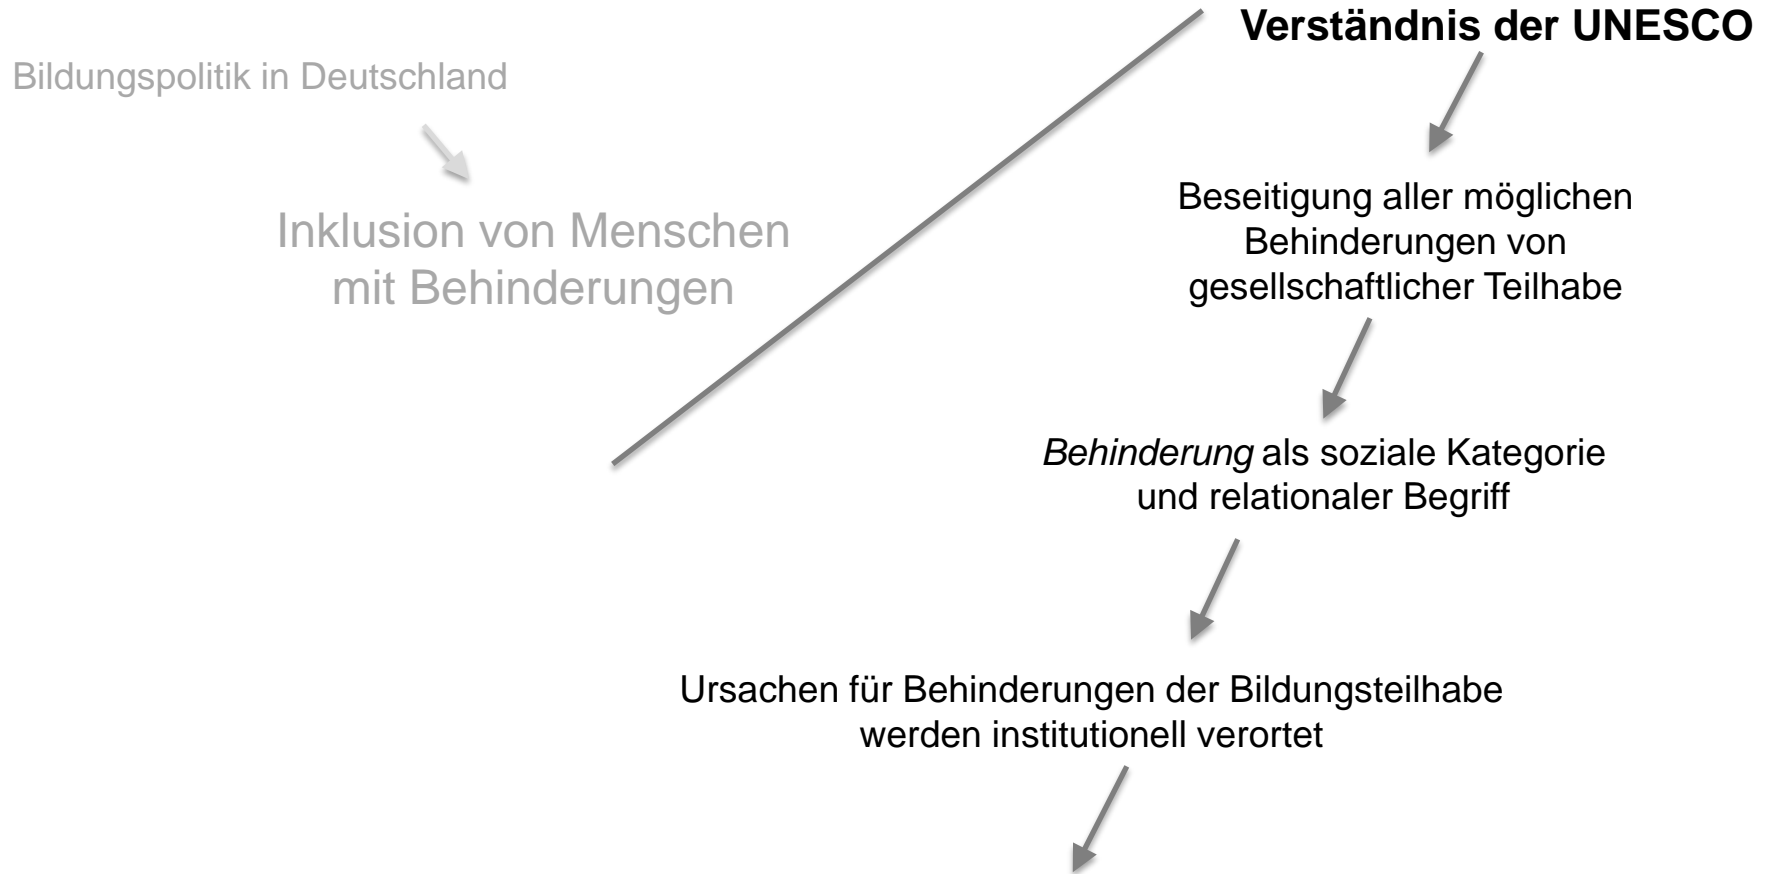 Verständnis der UNESCO
Bildungspolitik in Deutschland
Beseitigung aller möglichen
Behinderungen von
gesellschaftlicher Teilhabe
Inklusion von Menschen
mit Behinderungen
Behinderung als soziale Kategorie
und relationaler Begriff
Ursachen für Behinderungen der Bildungsteilhabe
werden institutionell verortet